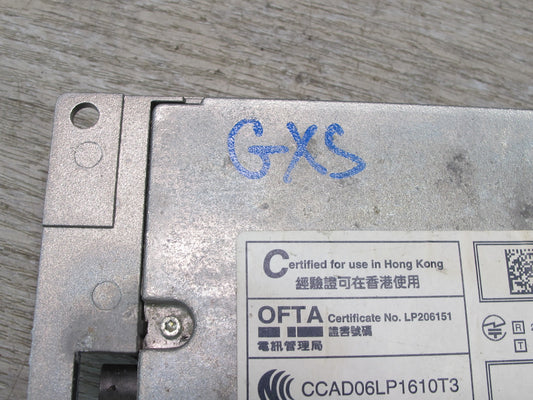 GXS
Certified for use in Hong Kong
經驗證可在香港使用
OFTA Certificate No. LP206151
證書號碼
電訊管理局
R
T
CCAD06LP1610T3